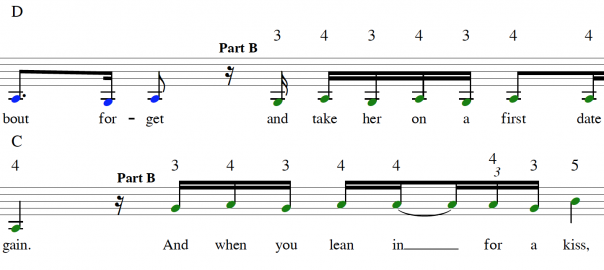 D
Part B
3 4 3 4 3 4 4
bout for - get and take her on a first date
C
4 Part B 3 4 3 4 4 4 3 3 5
gain. And when you lean in for a kiss,